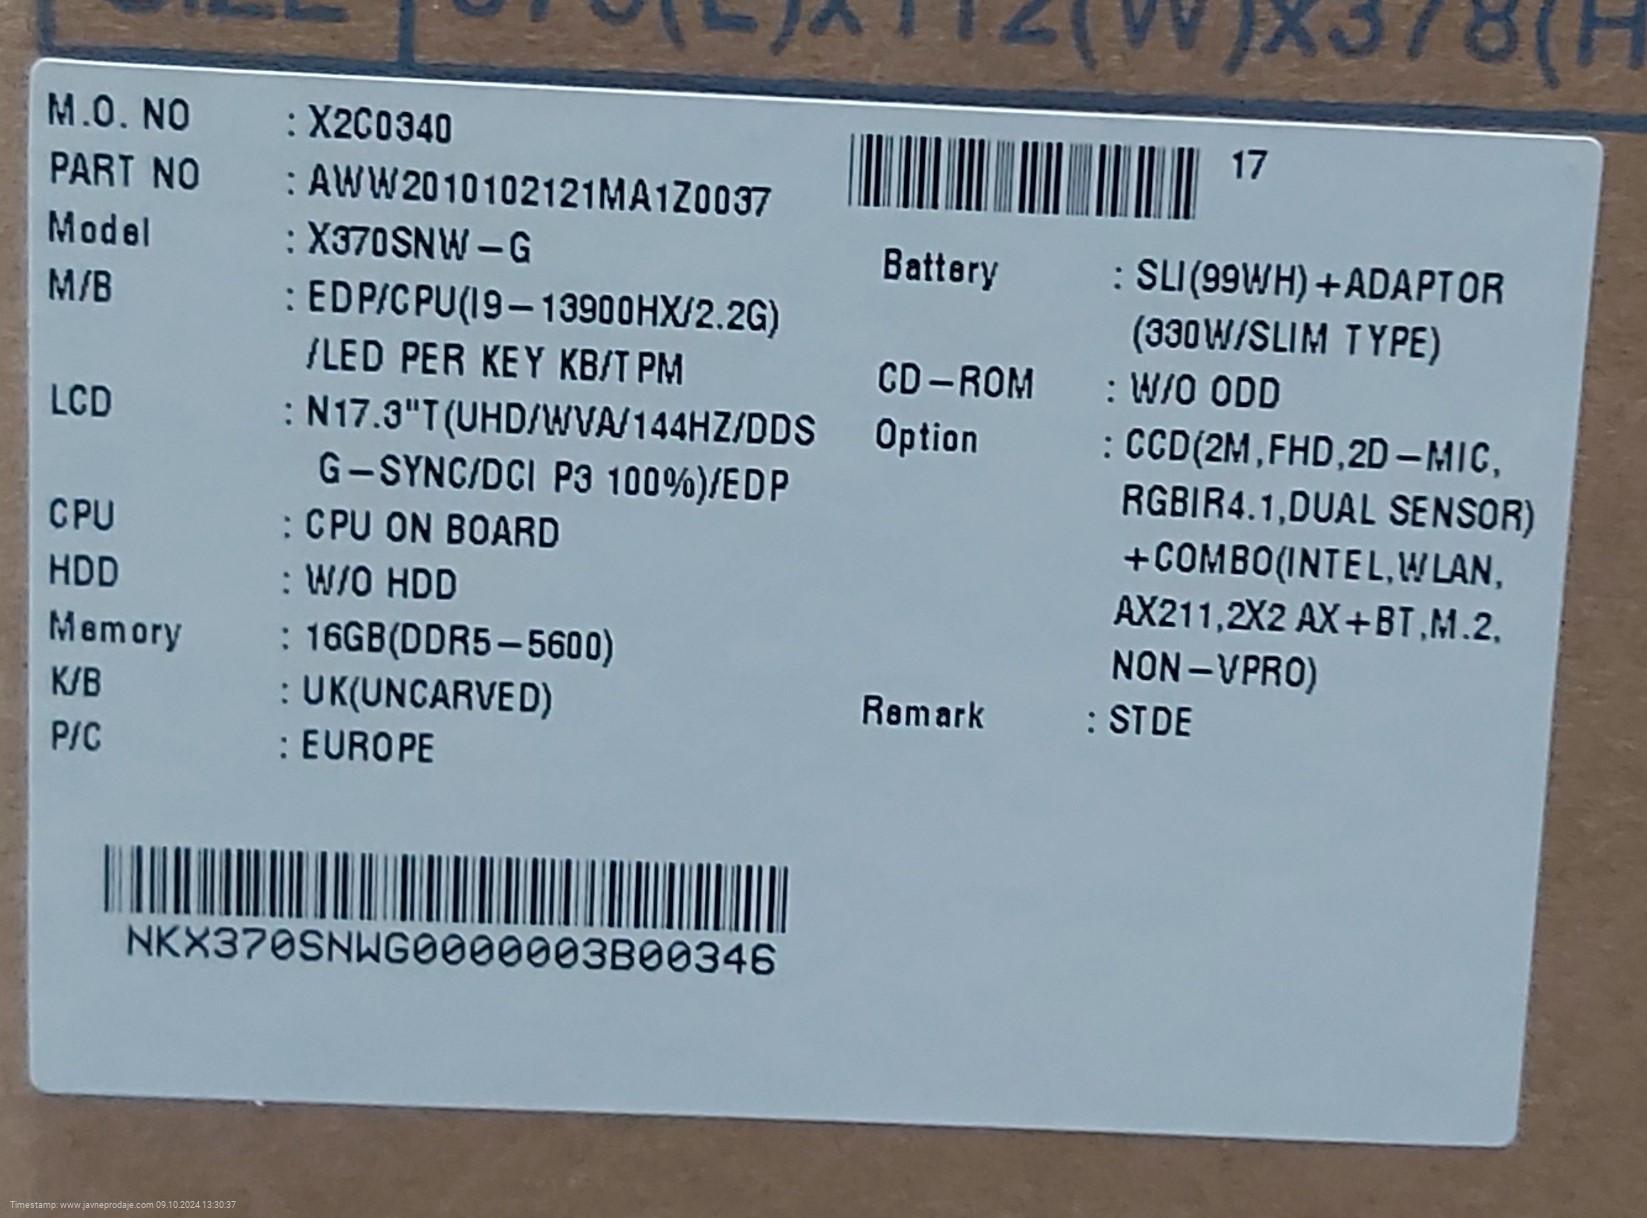 SIZE 570(L)X112(W)X378(H
M.O. NO : X2C0340
PART NO : AWW2010102121MA1Z0037
Model : X370SNW-G
M/B : EDP/CPU(I9-13900HX/2.2G)
/LED PER KEY KB/TPM
LCD : N17.3"T(UHD/WVA/144HZ/DDS
G-SYNC/DCI P3 100%)/EDP
CPU : CPU ON BOARD
HDD : W/O HDD
Memory : 16GB(DDR5-5600)
K/B : UK(UNCARVED)
P/C : EUROPE
17
Battery : SLI(99WH)+ADAPTOR
(330W/SLIM TYPE)
CD-ROM : W/O ODD
Option : CCD(2M,FHD,2D-MIC,
RGBIR4.1,DUAL SENSOR)
+COMBO(INTEL,WLAN,
AX211,2X2 AX+BT,M.2,
NON-VPRO)
Remark : STDE
NKX370SNWG0000003B00346
Timestamp: www.javneprodaje.com 09.10.2024 13:30:37